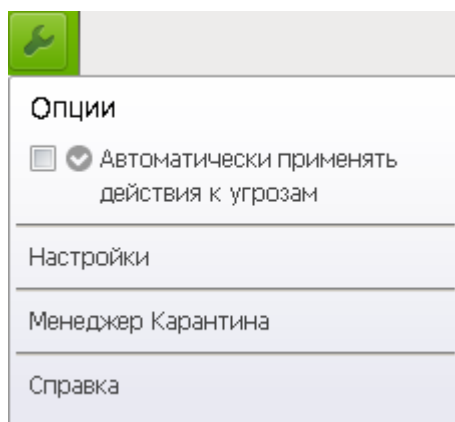 Опции
Автоматически применять
действия к угрозам
Настройки
Менеджер Карантина
Справка